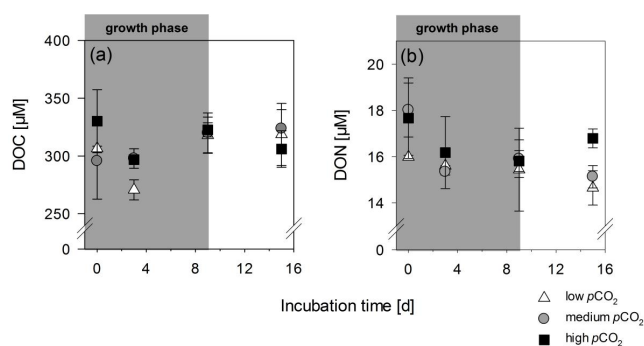 growth phase
(a)
DOC [µM]
400
350
300
250
0
0 4 8 12 16
growth phase
(b)
DON [µM]
20
18
16
14
0
0 4 8 12 16
Incubation time [d]
low pCO₂
medium pCO₂
high pCO₂